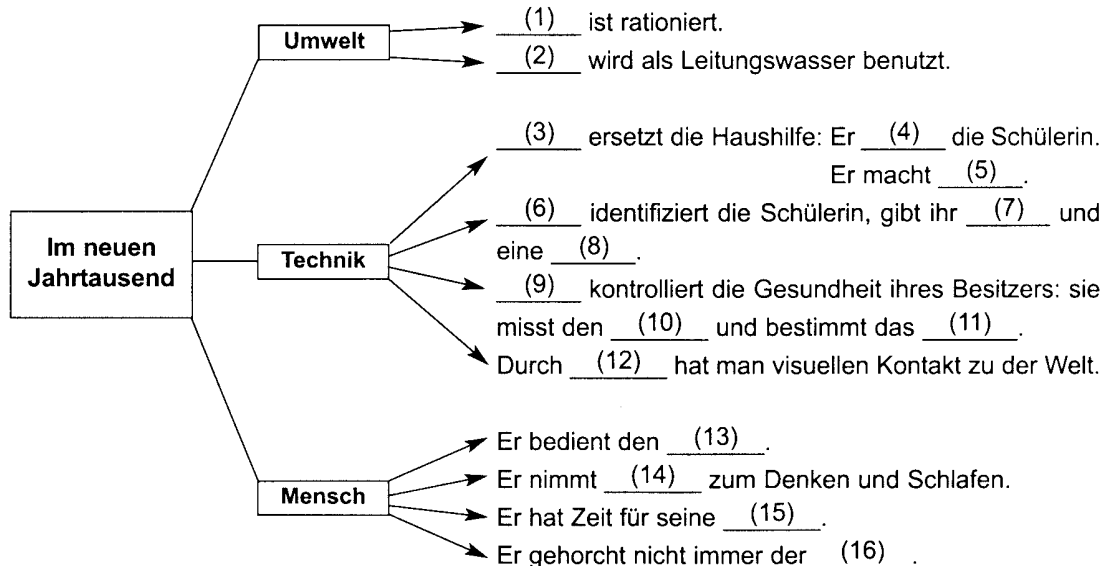 Umwelt
(1) ist rationiert.
(2) wird als Leitungswasser benutzt.
Im neuen
Jahrtausend
Technik
(3) ersetzt die Haushilfe: Er (4) die Schülerin.
Er macht (5).
(6) identifiziert die Schülerin, gibt ihr (7) und
eine (8).
(9) kontrolliert die Gesundheit ihres Besitzers: sie
misst den (10) und bestimmt das (11).
Durch (12) hat man visuellen Kontakt zu der Welt.
Mensch
Er bedient den (13).
Er nimmt (14) zum Denken und Schlafen.
Er hat Zeit für seine (15).
Er gehorcht nicht immer der (16).